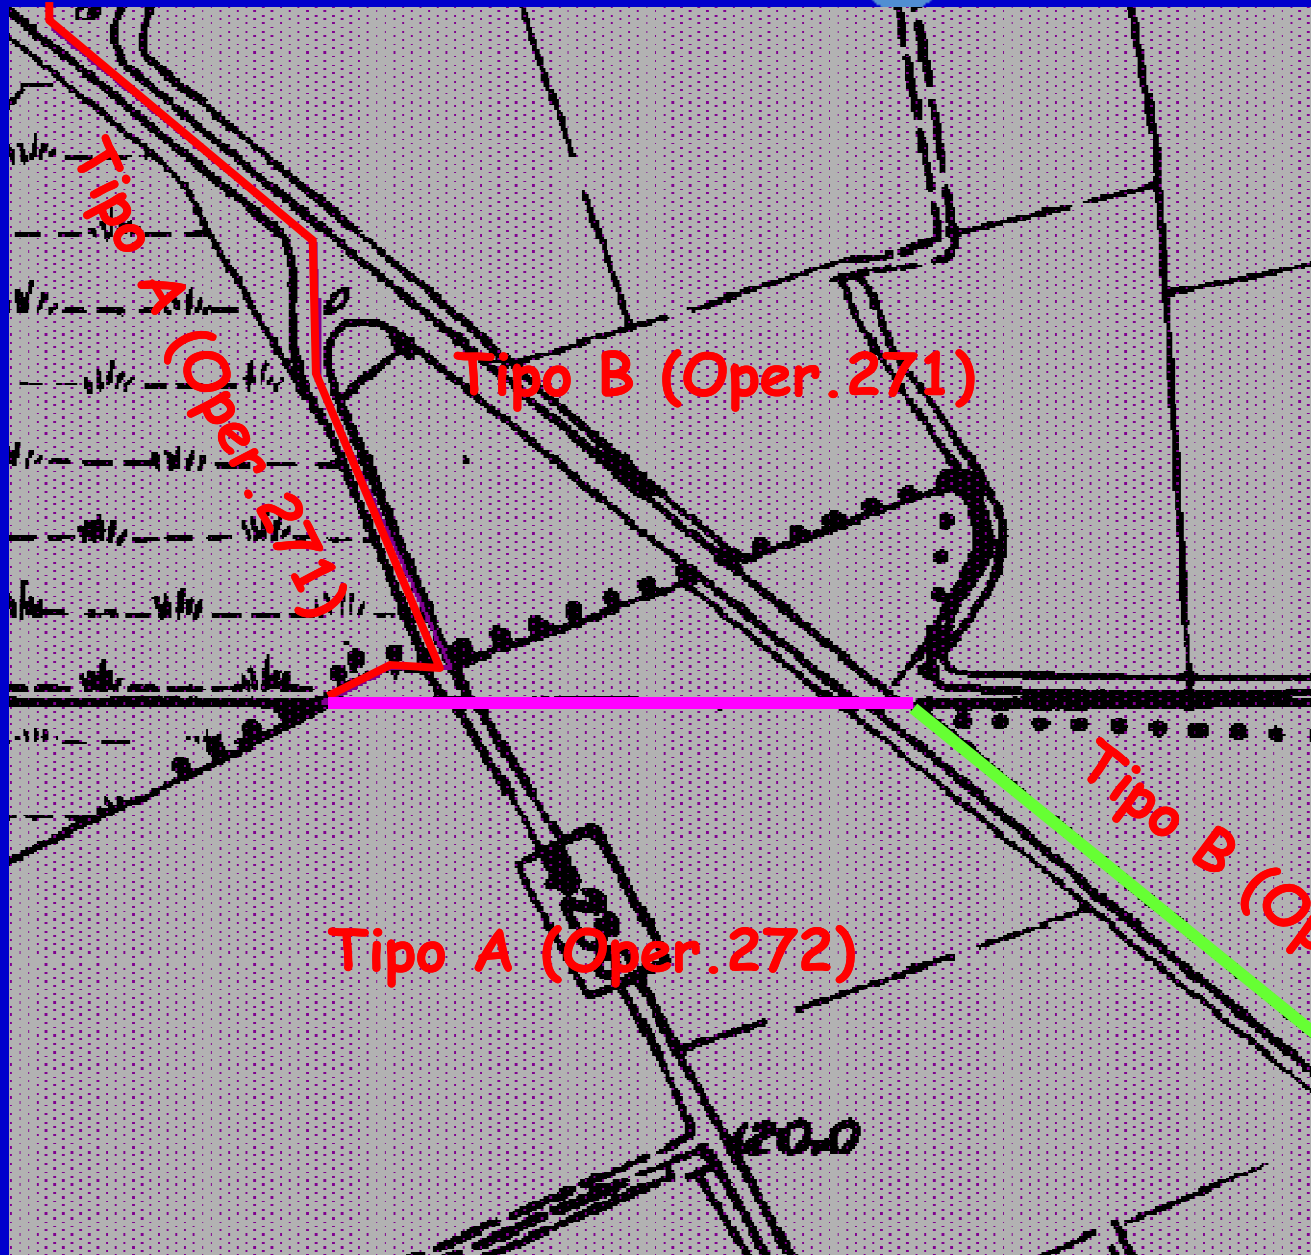 Tipo A (Oper.271)
Tipo B (Oper.271)
Tipo B (Op
Tipo A (Oper.272)
120.0